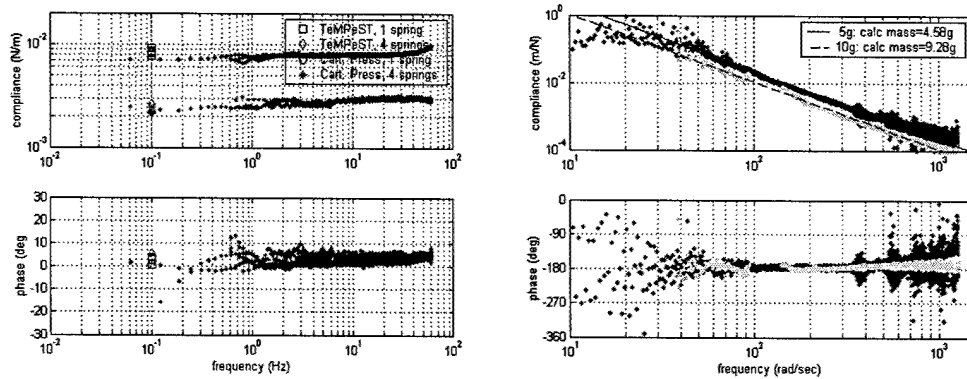 10^-2
10^-3
compliance (N/m)
TeMPeST, 1 spring
TeMPeST, 4 springs
Cart. Press, 4 springs
10^-2 10^-1 10^0 10^1 10^2
30
20
10
0
-10
-20
-30
phase (deg
10^-2 10^-1 10^0 10^1 10^2
frequency (Hz)
10^0
10^-2
10^-4
compliance (m/N)
5g: calc mass=4.58g
10g: calc mass=9.28g
10^1 10^2 10^3
0
-90
-180
-270
-360
phase (deg)
10^1 10^2 10^3
frequency (rad/sec)